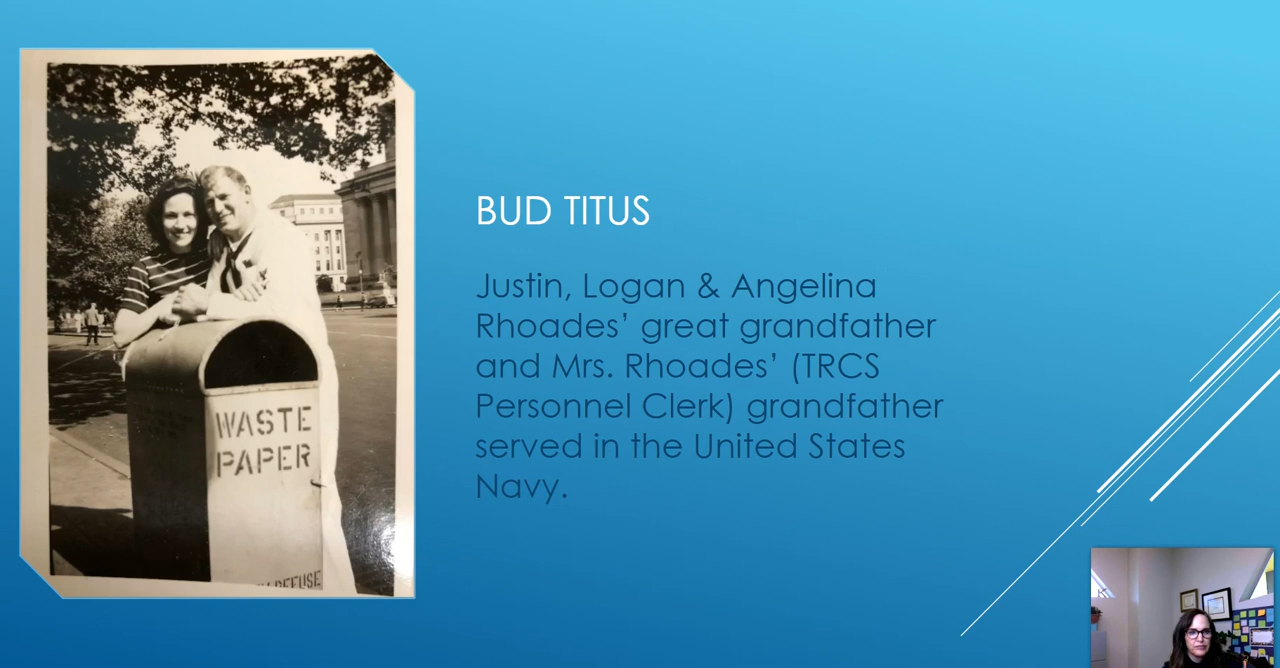 BUD TITUS
Justin, Logan & Angelina
Rhoades’ great grandfather
and Mrs. Rhoades’ (TRCS
Personnel Clerk) grandfather
served in the United States
Navy.
WASTE
PAPER
REFUSE